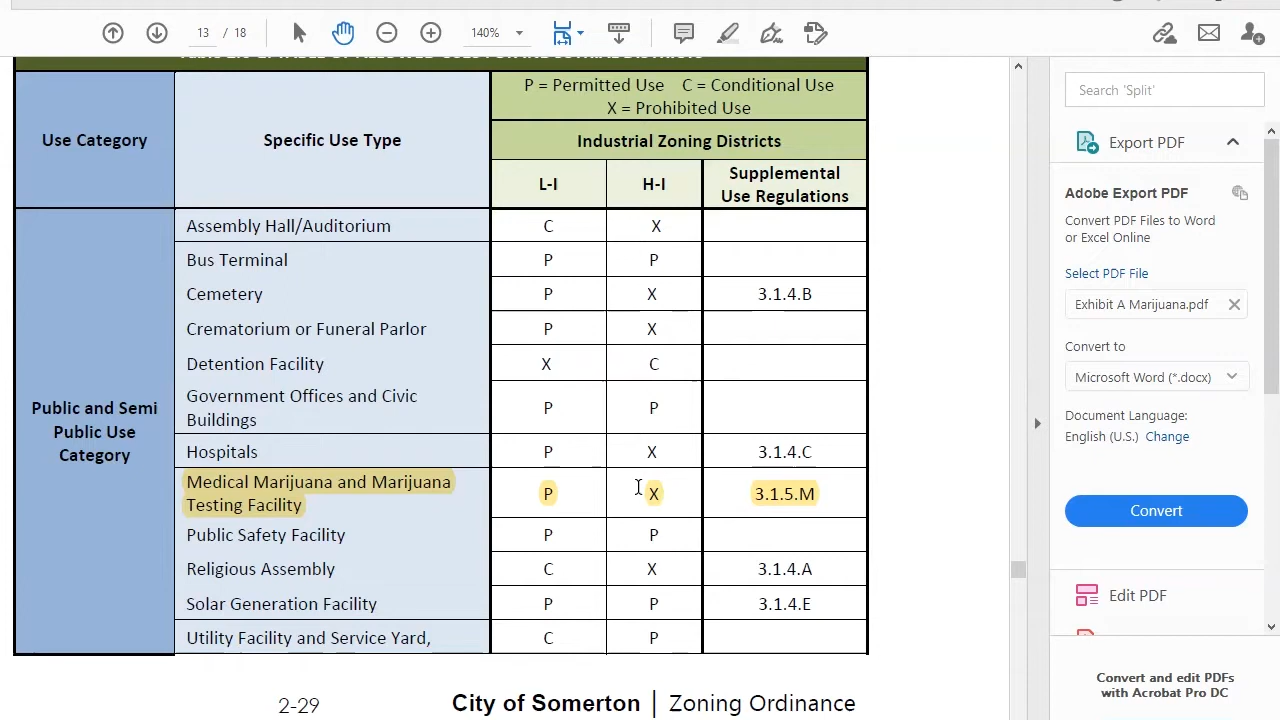 13 / 18
140%
P = Permitted Use C = Conditional Use
X = Prohibited Use
Use Category
Specific Use Type
Industrial Zoning Districts
L-I
H-I
Supplemental
Use Regulations
Public and Semi
Public Use
Category
Assembly Hall/Auditorium C X
Bus Terminal P P
Cemetery P X 3.1.4.B
Crematorium or Funeral Parlor P X
Detention Facility X C
Government Offices and Civic
Buildings P P
Hospitals P X 3.1.4.C
Medical Marijuana and Marijuana
Testing Facility P X 3.1.5.M
Public Safety Facility P P
Religious Assembly C X 3.1.4.A
Solar Generation Facility P P 3.1.4.E
Utility Facility and Service Yard, C P
2-29 City of Somerton | Zoning Ordinance
Search 'Split'
Export PDF
Adobe Export PDF
Convert PDF Files to Word
or Excel Online
Select PDF File
Exhibit A Marijuana.pdf
Convert to
Microsoft Word (*.docx)
Document Language:
English (U.S.) Change
Convert
Edit PDF
Convert and edit PDFs
with Acrobat Pro DC